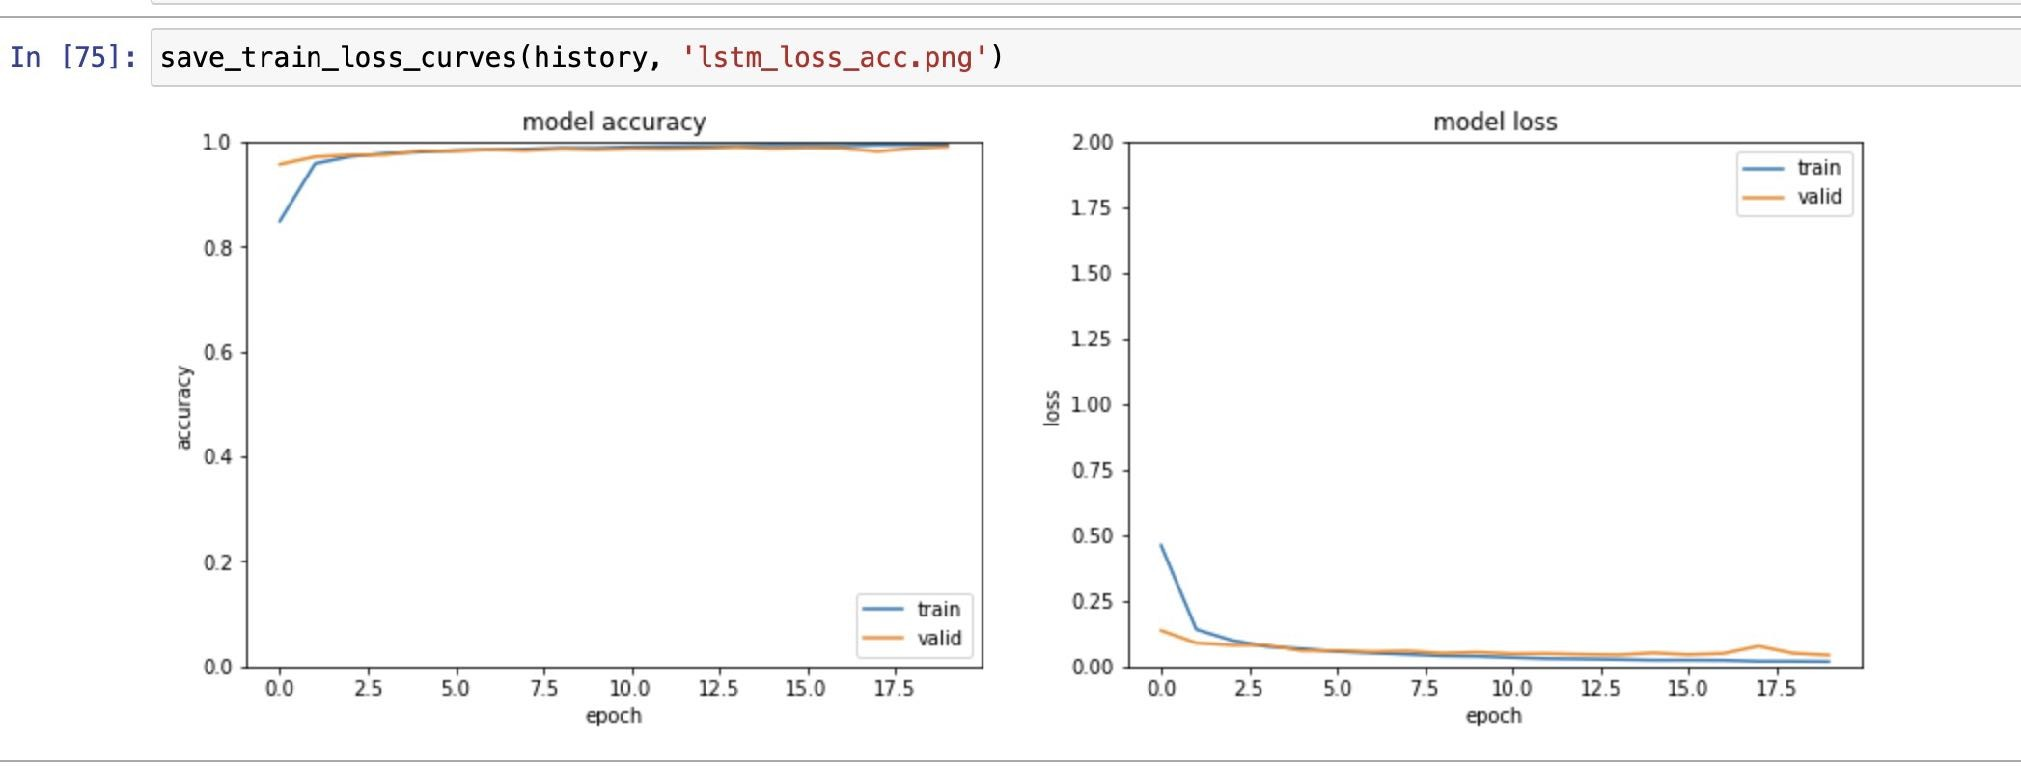 In [75]: save_train_loss_curves(history, 'lstm_loss_acc.png')
model accuracy
1.0
0.8
0.6
0.4
0.2
0.0
accuracy
train
valid
0.0 2.5 5.0 7.5 10.0 12.5 15.0 17.5
epoch
model loss
2.00
1.75
1.50
1.25
1.00
0.75
0.50
0.25
0.00
loss
train
valid
0.0 2.5 5.0 7.5 10.0 12.5 15.0 17.5
epoch